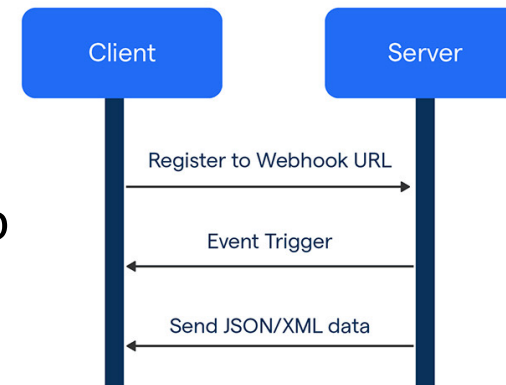 Client
Server
Register to Webhook URL
Event Trigger
Send JSON/XML data